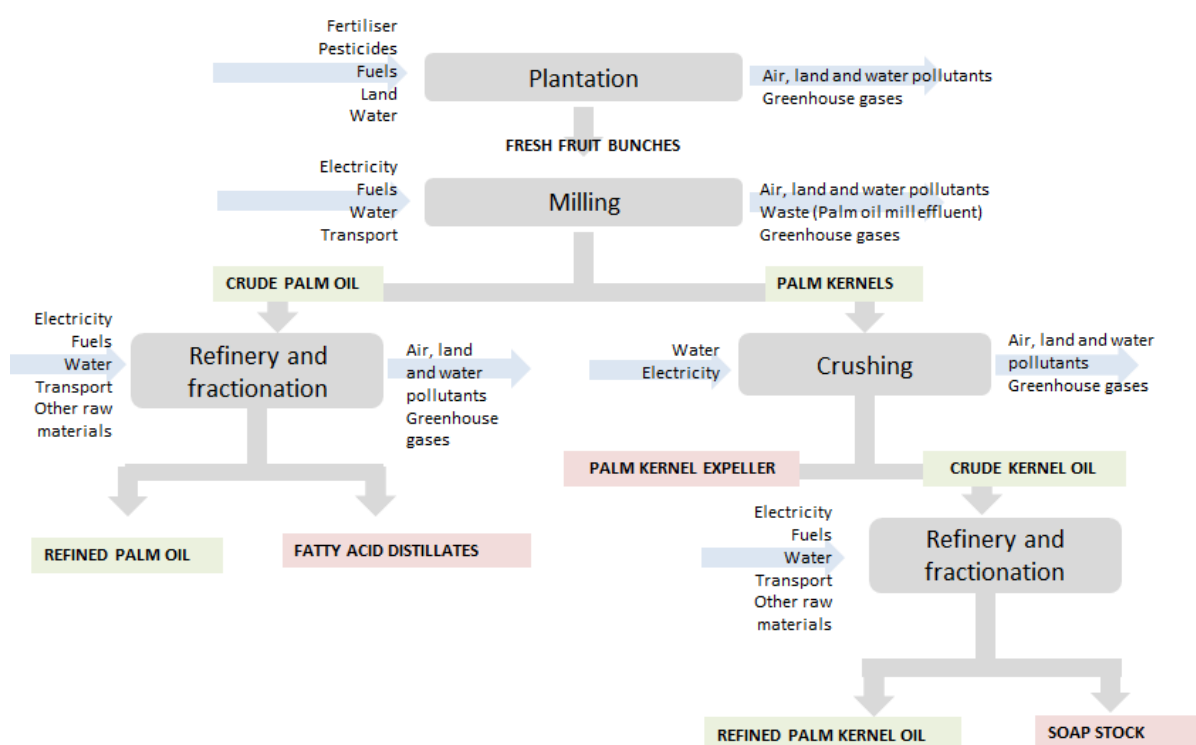 Fertiliser
Pesticides
Fuels
Land
Water
Plantation
Air, land and water pollutants
Greenhouse gases
FRESH FRUIT BUNCHES
Electricity
Fuels
Water
Transport
Milling
Air, land and water pollutants
Waste (Palm oil mill effluent)
Greenhouse gases
CRUDE PALM OIL
PALM KERNELS
Electricity
Fuels
Water
Transport
Other raw
materials
Refinery and
fractionation
Air, land
and water
pollutants
Greenhouse
gases
Water
Electricity
Crushing
Air, land and water
pollutants
Greenhouse gases
PALM KERNEL EXPELLER
CRUDE KERNEL OIL
REFINED PALM OIL
FATTY ACID DISTILLATES
Electricity
Fuels
Water
Transport
Other raw
materials
Refinery and
fractionation
REFINED PALM KERNEL OIL
SOAP STOCK